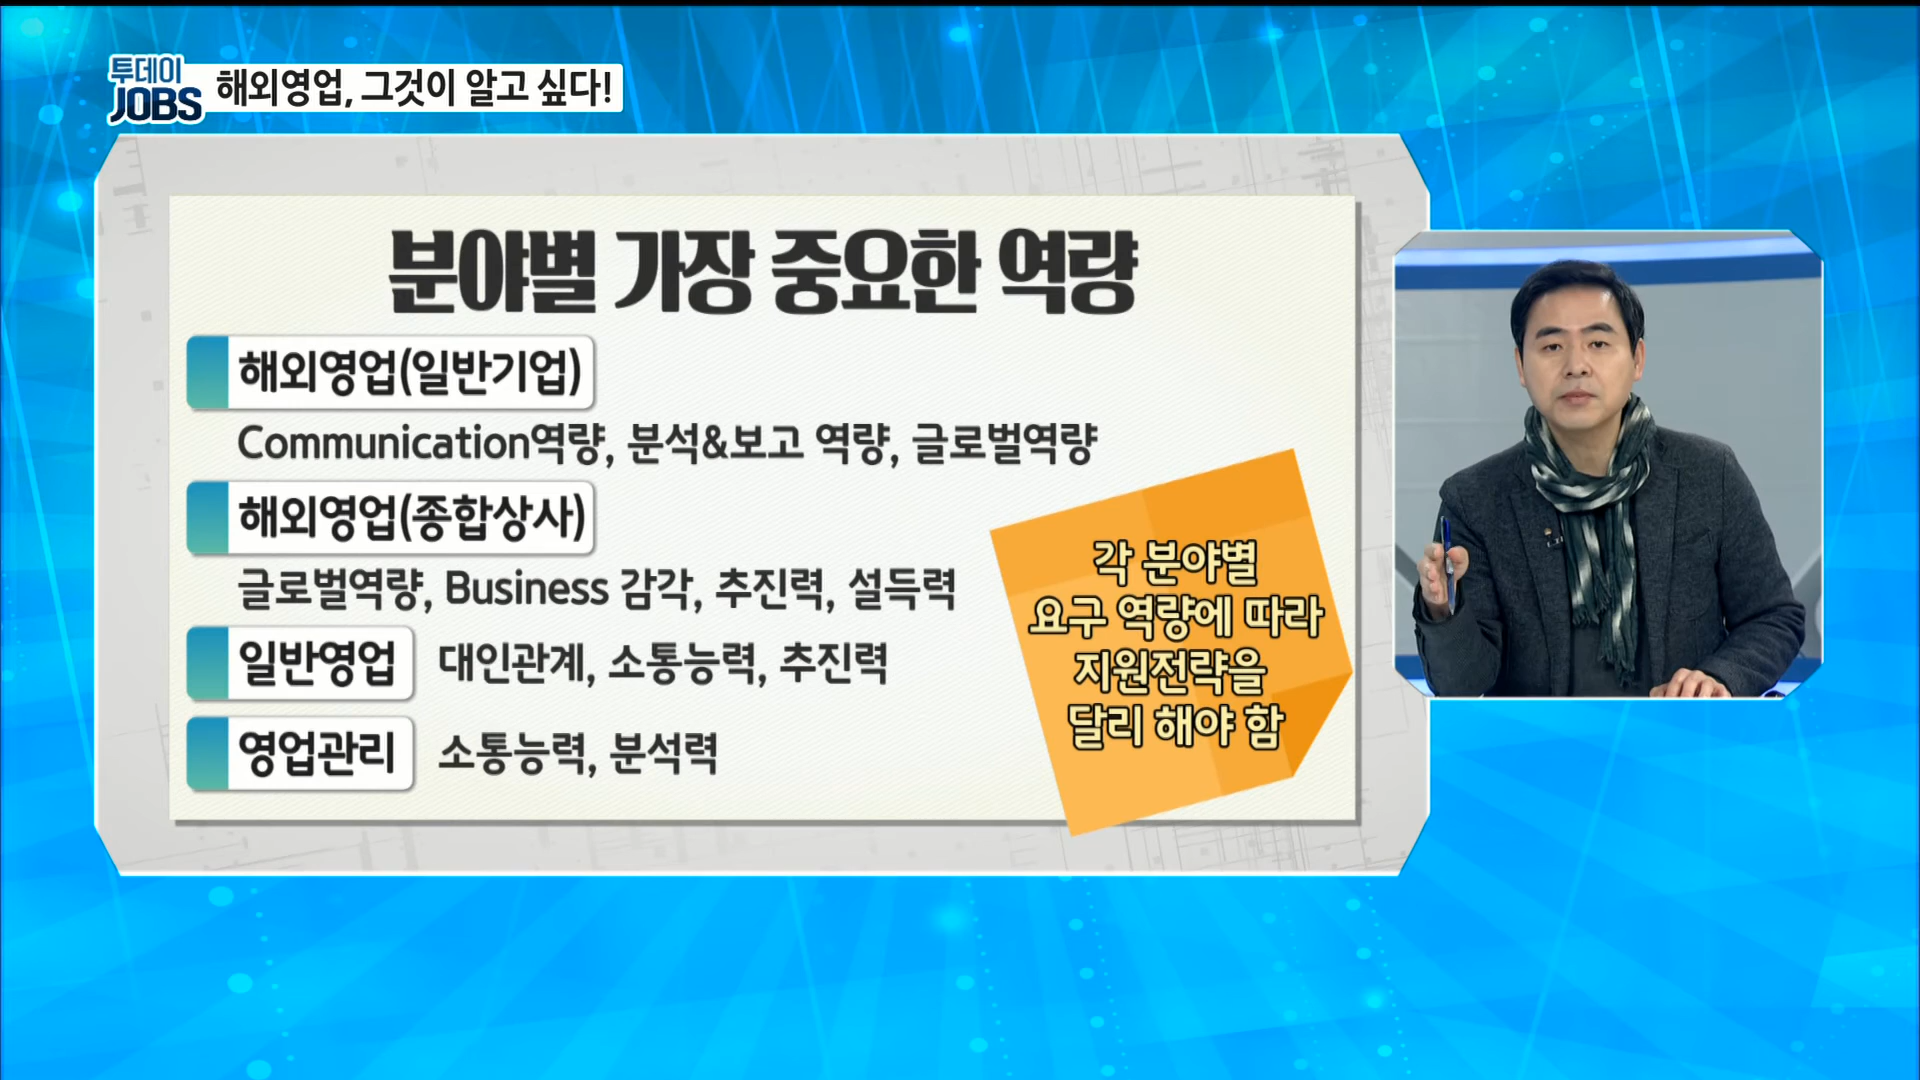 투데이
JOBS
해외영업, 그것이 알고 싶다!
분야별 가장 중요한 역량
해외영업(일반기업)
Communication역량, 분석&보고 역량, 글로벌역량
해외영업(종합상사)
글로벌역량, Business 감각, 추진력, 설득력
일반영업 대인관계, 소통능력, 추진력
영업관리 소통능력, 분석력
각 분야별
요구 역량에 따라
지원전략을
달리 해야 함